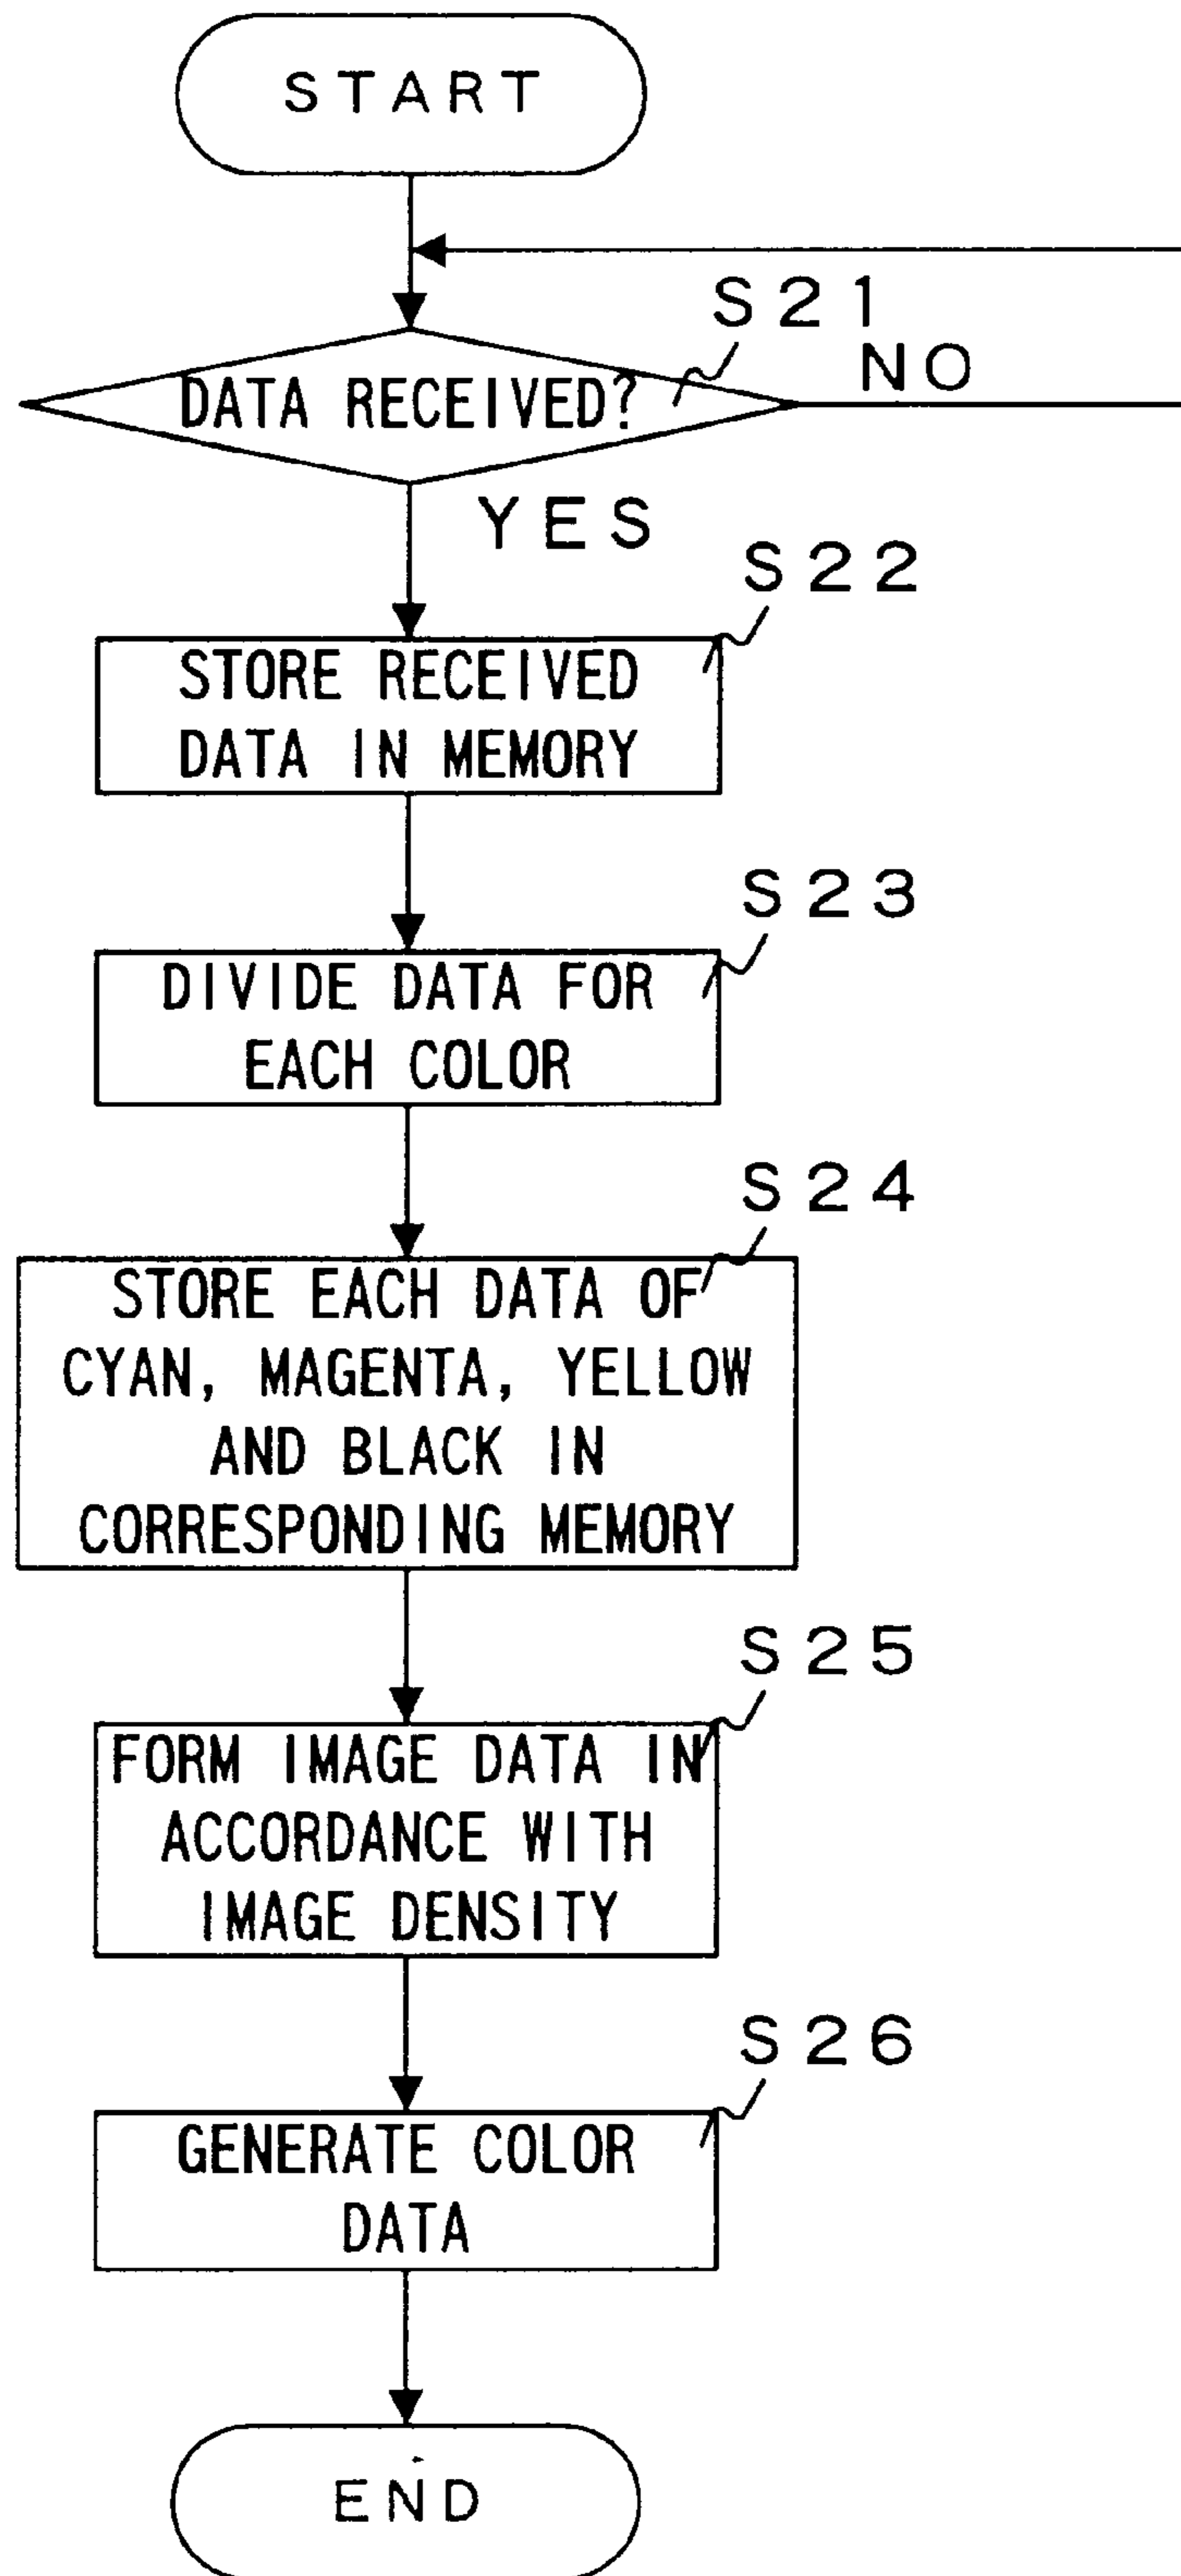 START
S21
DATA RECEIVED?
NO
YES
S22
STORE RECEIVED
DATA IN MEMORY
S23
DIVIDE DATA FOR
EACH COLOR
S24
STORE EACH DATA OF
CYAN, MAGENTA, YELLOW
AND BLACK IN
CORRESPONDING MEMORY
S25
FORM IMAGE DATA IN
ACCORDANCE WITH
IMAGE DENSITY
S26
GENERATE COLOR
DATA
END